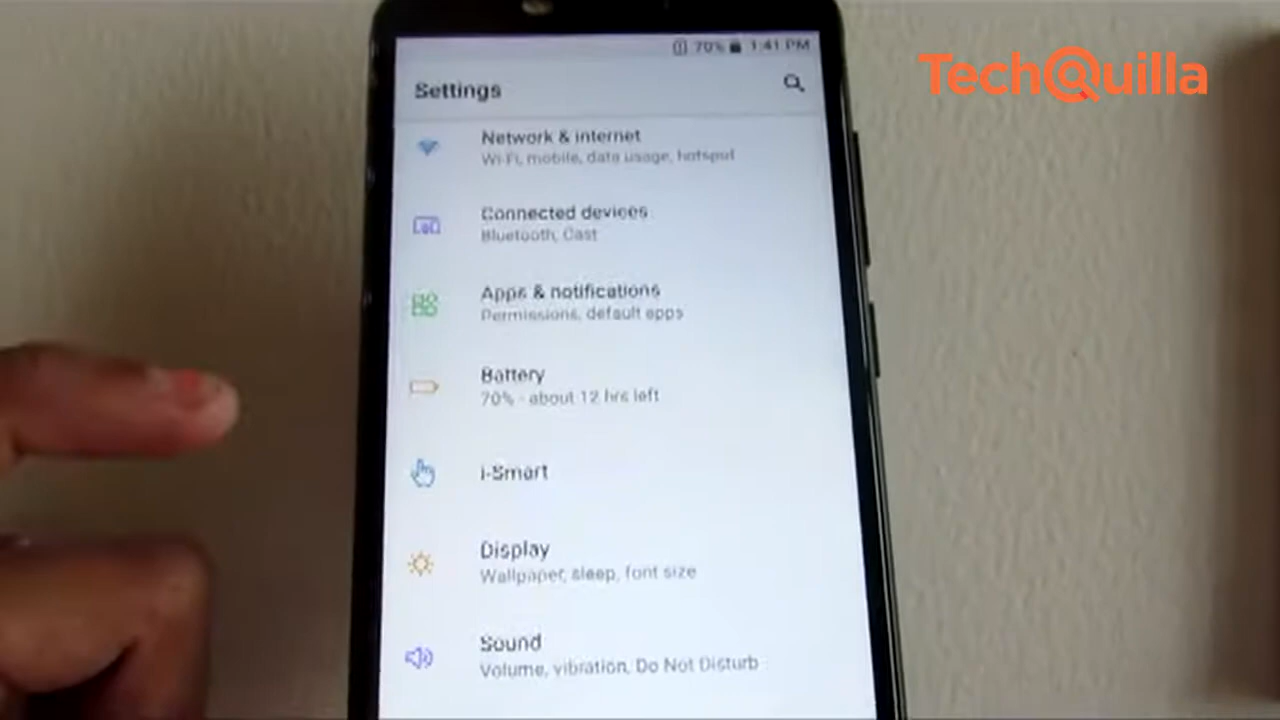 70% 1:41 PM
TechQuilla
Settings
Network & internet
Wi-Fi, mobile, data usage, hotspot
Connected devices
Bluetooth, Cast
Apps & notifications
Permissions, default apps
Battery
70% - about 12 hrs left
i-Smart
Display
Wallpaper, sleep, font size
Sound
Volume, vibration, Do Not Disturb